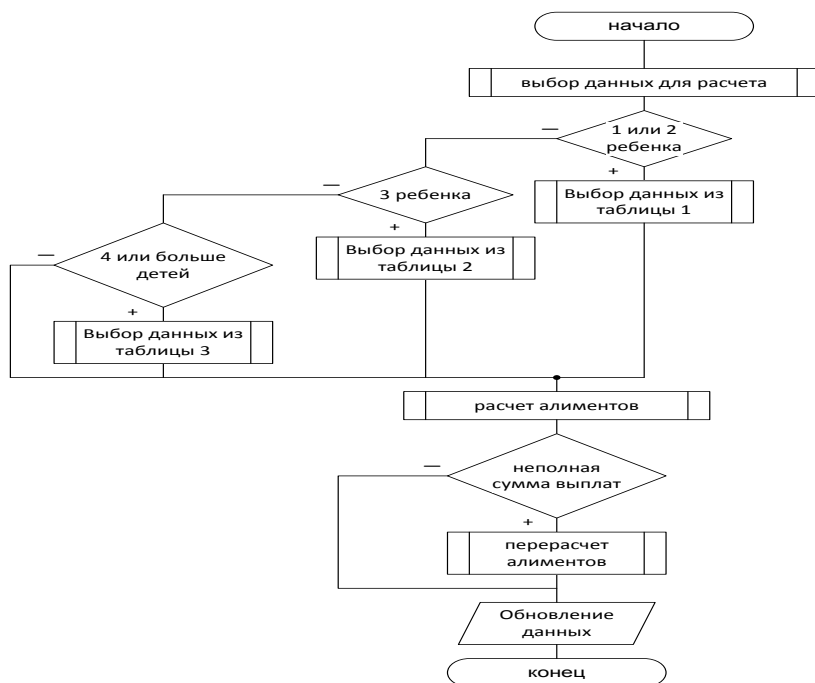 начало
выбор данных для расчета
—
1 или 2
ребенка
+
—
3 ребенка
Выбор данных из
таблицы 1
+
—
4 или больше
детей
Выбор данных из
таблицы 2
+
Выбор данных из
таблицы 3
расчет алиментов
—
неполная
сумма выплат
+
перерасчет
алиментов
Обновление
данных
конец